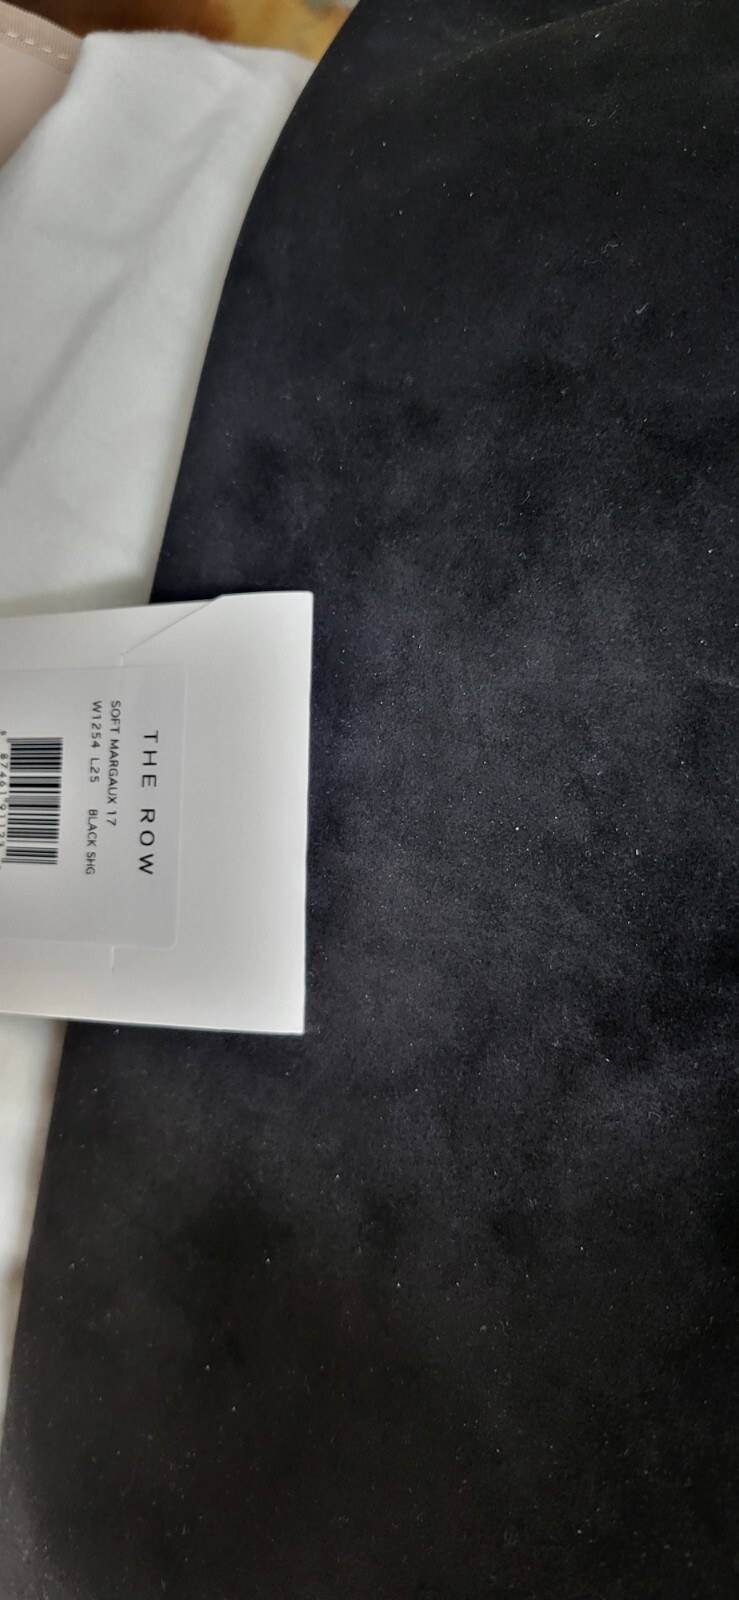 THE ROW
SOFT MARGAUX 17
W1254 L25 BLACK SHG